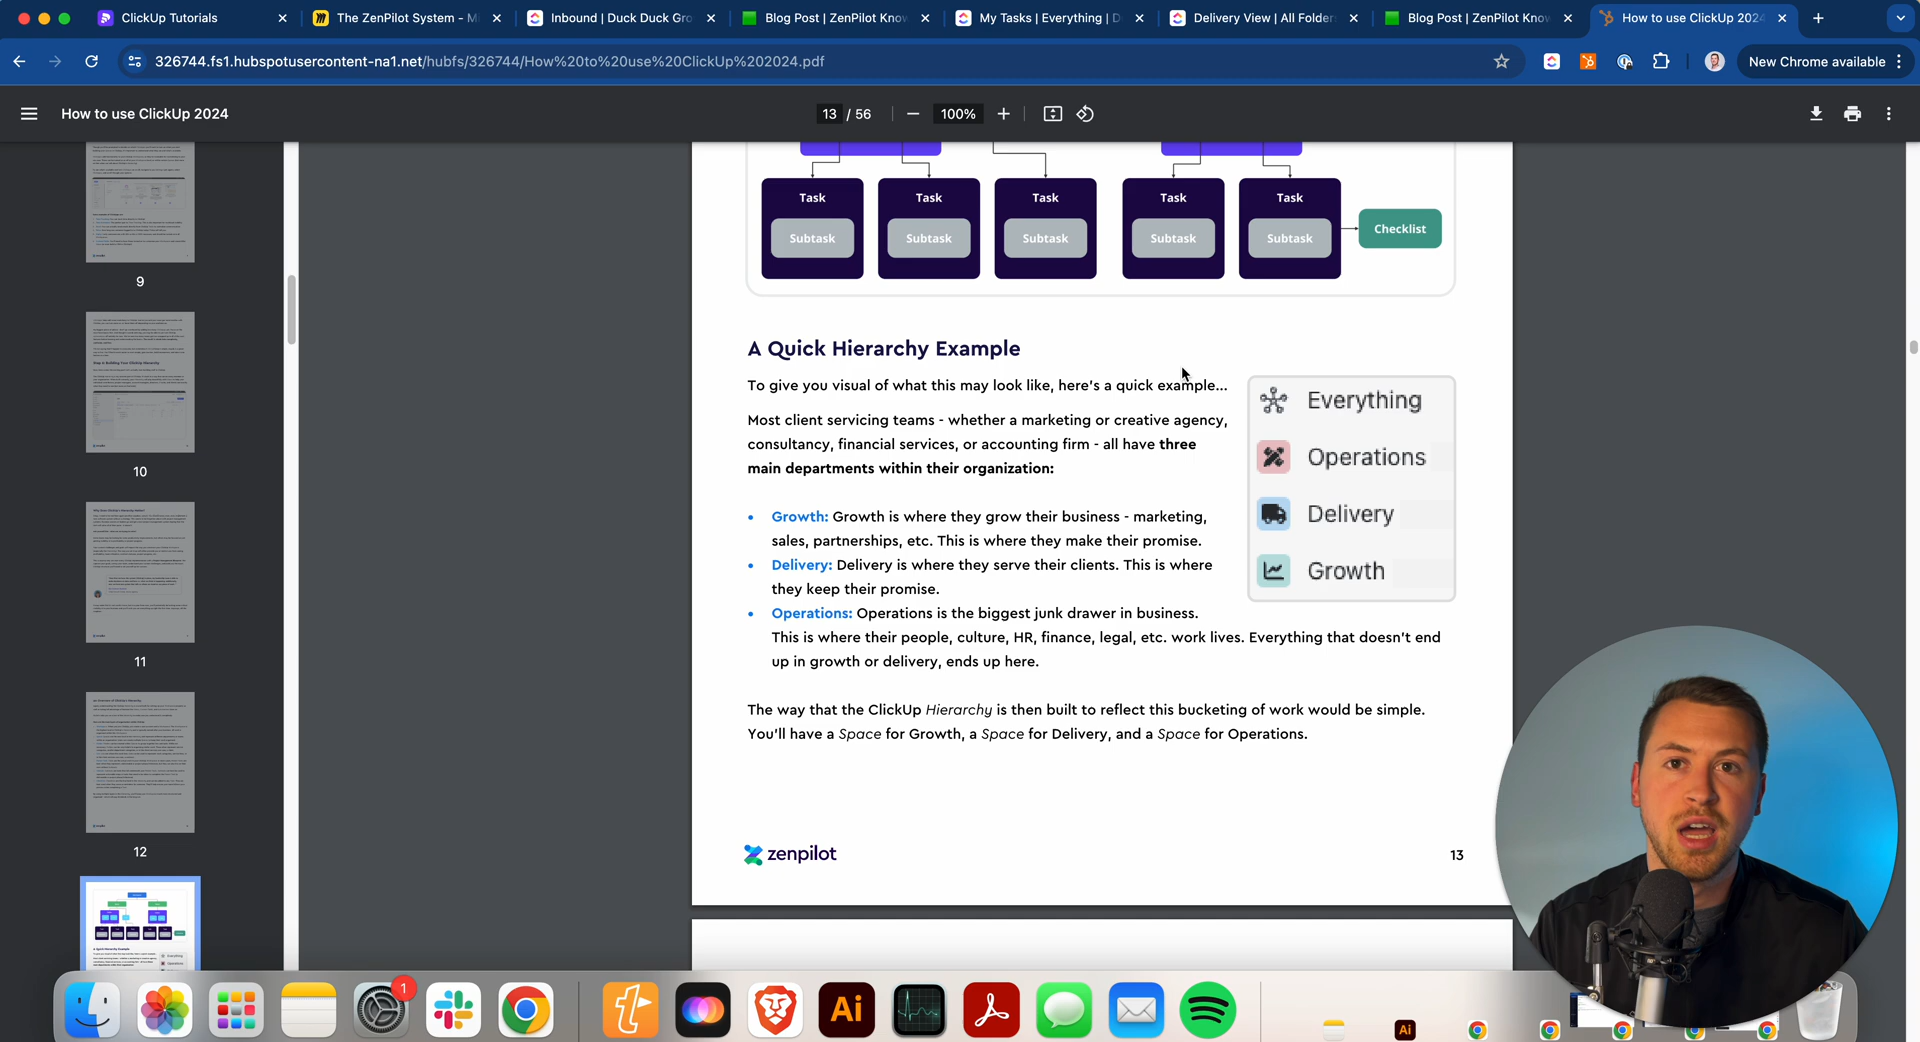 ClickUp Tutorials
The ZenPilot System - Mi
Inbound | Duck Duck Gro
Blog Post | ZenPilot Know
My Tasks | Everything | D
Delivery View | All Folders
Blog Post | ZenPilot Know
How to use ClickUp 2024
326744.fs1.hubspotusercontent-na1.net/hubfs/326744/How%20to%20use%20ClickUp%202024.pdf
New Chrome available
How to use ClickUp 2024
13 / 56
100%
9
10
11
12
Task
Task
Task
Task
Task
Subtask
Subtask
Subtask
Subtask
Subtask
Checklist
A Quick Hierarchy Example
To give you visual of what this may look like, here's a quick example...
Most client servicing teams - whether a marketing or creative agency,
consultancy, financial services, or accounting firm - all have three
main departments within their organization:
• Growth: Growth is where they grow their business - marketing,
sales, partnerships, etc. This is where they make their promise.
• Delivery: Delivery is where they serve their clients. This is where
they keep their promise.
• Operations: Operations is the biggest junk drawer in business.
This is where their people, culture, HR, finance, legal, etc. work lives. Everything that doesn't end
up in growth or delivery, ends up here.
Everything
Operations
Delivery
Growth
The way that the ClickUp Hierarchy is then built to reflect this bucketing of work would be simple.
You'll have a Space for Growth, a Space for Delivery, and a Space for Operations.
zenpilot
13
1
Ai
Ai